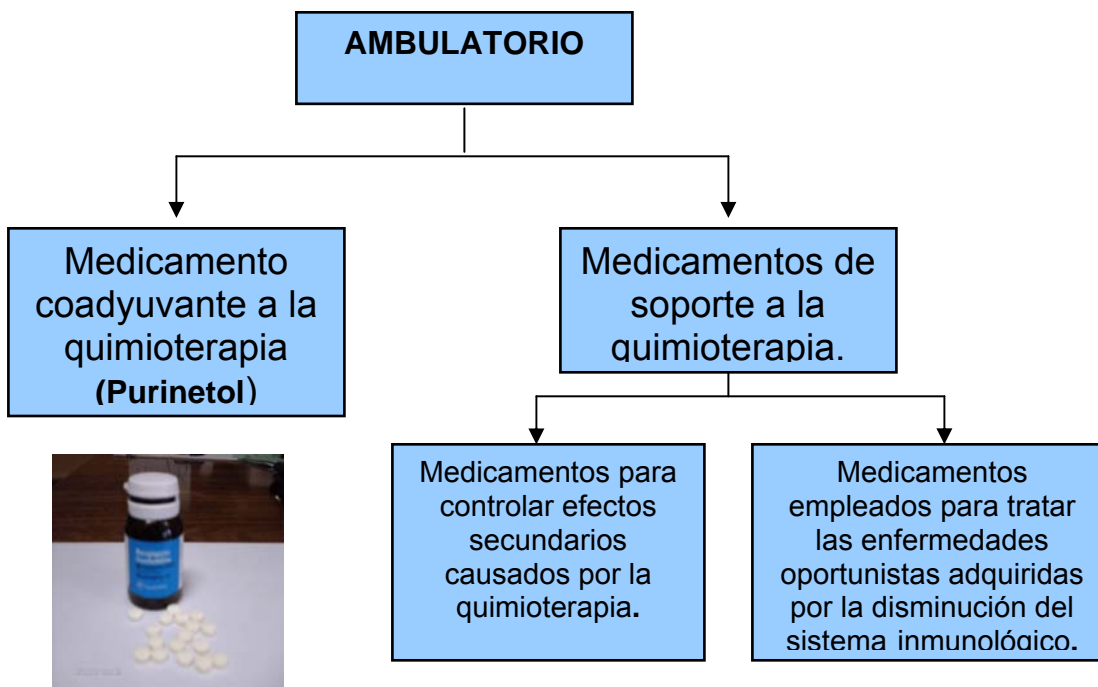 AMBULATORIO
Medicamento
coadyuvante a la
quimioterapia
(Purinetol)
Medicamentos de
soporte a la
quimioterapia.
Medicamentos para
controlar efectos
secundarios
causados por la
quimioterapia.
Medicamentos
empleados para tratar
las enfermedades
oportunistas adquiridas
por la disminución del
sistema inmunológico.